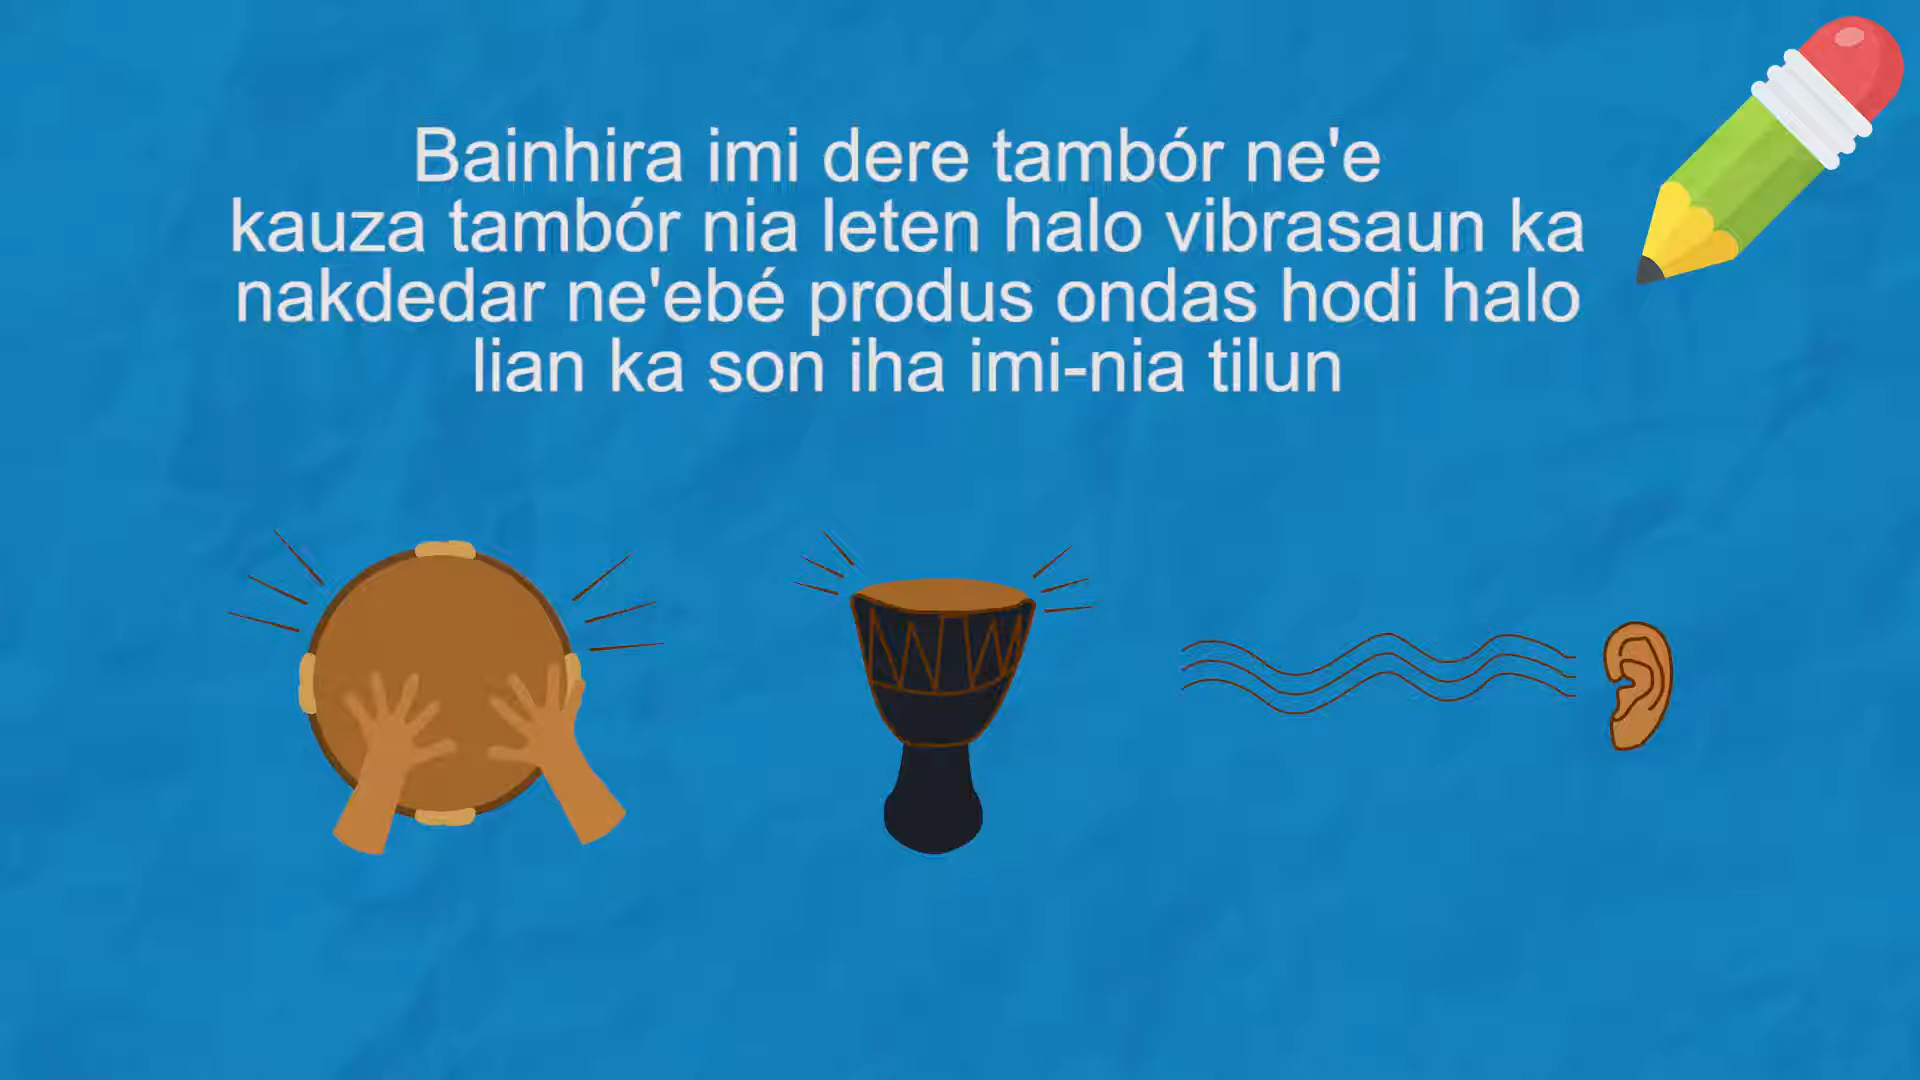 Bainhira imi dere tambór ne'e
kauza tambór nia leten halo vibrasaun ka
nakdedar ne'ebé produs ondas hodi halo
lian ka son iha imi-nia tilun